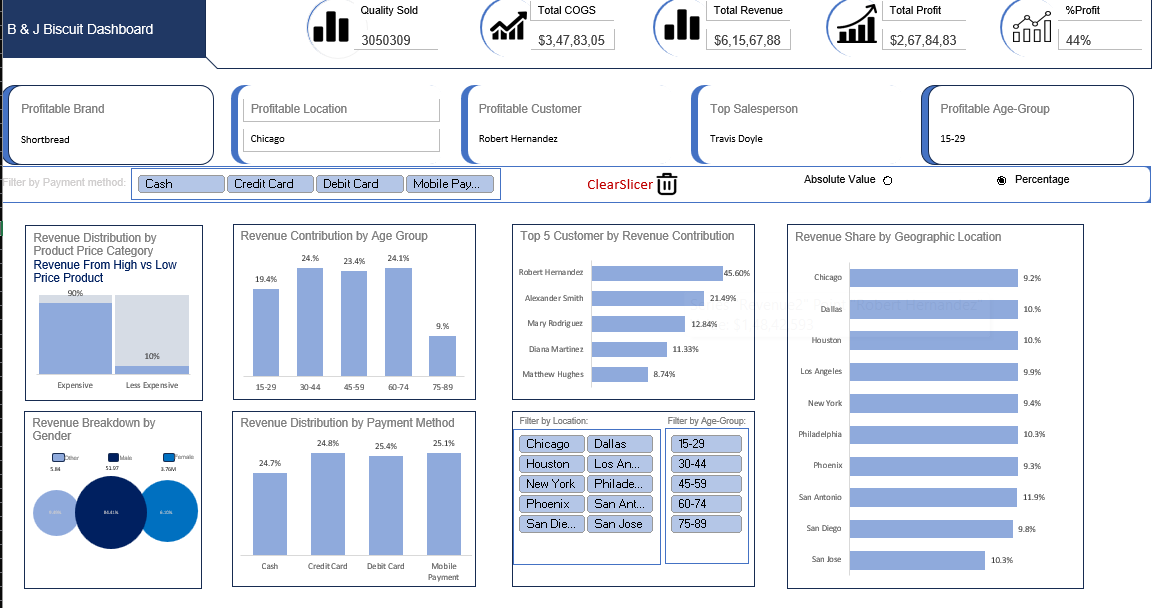 B & J Biscuit Dashboard
Quality Sold
3050309
Total COGS
$3,47,83,05
Total Revenue
$6,15,67,88
Total Profit
$2,67,84,83
%Profit
44%
Profitable Brand
Shortbread
Profitable Location
Chicago
Profitable Customer
Robert Hernandez
Top Salesperson
Travis Doyle
Profitable Age-Group
15-29
Filter by Payment method:
Cash
Credit Card
Debit Card
Mobile Pay...
ClearSlicer
Absolute Value
Percentage
Revenue Distribution by
Product Price Category
Revenue From High vs Low
Price Product
90%
10%
Expensive
Less Expensive
Revenue Contribution by Age Group
19.4%
24.%
23.4%
24.1%
9.%
15-29
30-44
45-59
60-74
75-89
Top 5 Customer by Revenue Contribution
Robert Hernandez
45.60%
Alexander Smith
21.49%
Mary Rodriguez
12.84%
Diana Martinez
11.33%
Matthew Hughes
8.74%
Revenue Share by Geographic Location
Chicago
9.2%
Dallas
10.%
Houston
10.%
Los Angeles
9.9%
New York
9.4%
Philadelphia
10.3%
Phoenix
9.3%
San Antonio
11.9%
San Diego
9.8%
San Jose
10.3%
Revenue Breakdown by
Gender
Other
Male
Female
5.84
51.97
3.76M
84.41%
Revenue Distribution by Payment Method
24.7%
24.8%
25.4%
25.1%
Cash
Credit Card
Debit Card
Mobile
Payment
Filter by Location:
Chicago
Dallas
Houston
Los An...
New York
Philade...
Phoenix
San Ant...
San Die...
San Jose
Filter by Age-Group:
15-29
30-44
45-59
60-74
75-89